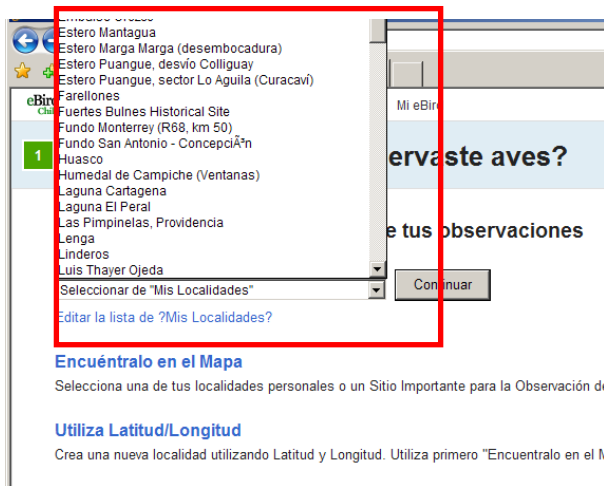 Embalse Orozco
Estero Mantagua
Estero Marga Marga (desembocadura)
Estero Puangue, desvío Colliguay
Estero Puangue, sector Lo Aguila (Curacaví)
Farellones
Fuertes Bulnes Historical Site
Fundo Monterrey (R68, km 50)
Fundo San Antonio - ConcepciÃ³n
Huasco
Humedal de Campiche (Ventanas)
Laguna Cartagena
Laguna El Peral
Las Pimpinelas, Providencia
Lenga
Linderos
Luis Thayer Ojeda
Seleccionar de "Mis Localidades"
eBird
Chile
Mi eBird
1
ervaste aves?
e tus observaciones
Continuar
Editar la lista de ?Mis Localidades?
Encuéntralo en el Mapa
Selecciona una de tus localidades personales o un Sitio Importante para la Observación de
Utiliza Latitud/Longitud
Crea una nueva localidad utilizando Latitud y Longitud. Utiliza primero "Encuentralo en el M